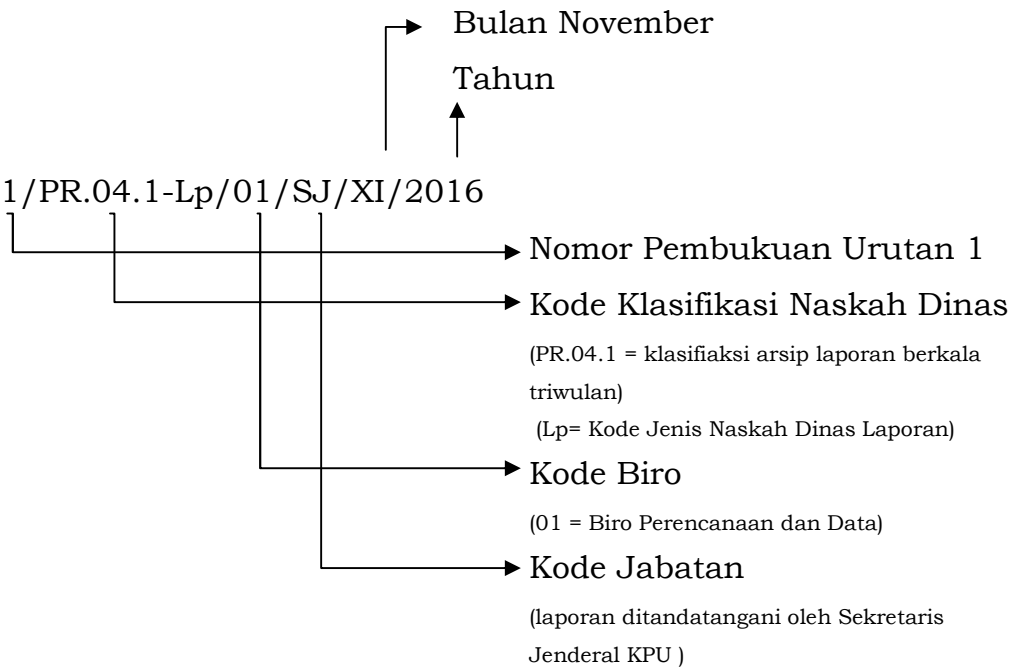 Bulan November
Tahun
1/PR.04.1-Lp/01/SJ/XI/2016
Nomor Pembukuan Urutan 1
Kode Klasifikasi Naskah Dinas
(PR.04.1 = klasifiaksi arsip laporan berkala
triwulan)
(Lp= Kode Jenis Naskah Dinas Laporan)
Kode Biro
(01 = Biro Perencanaan dan Data)
Kode Jabatan
(laporan ditandatangani oleh Sekretaris
Jenderal KPU )